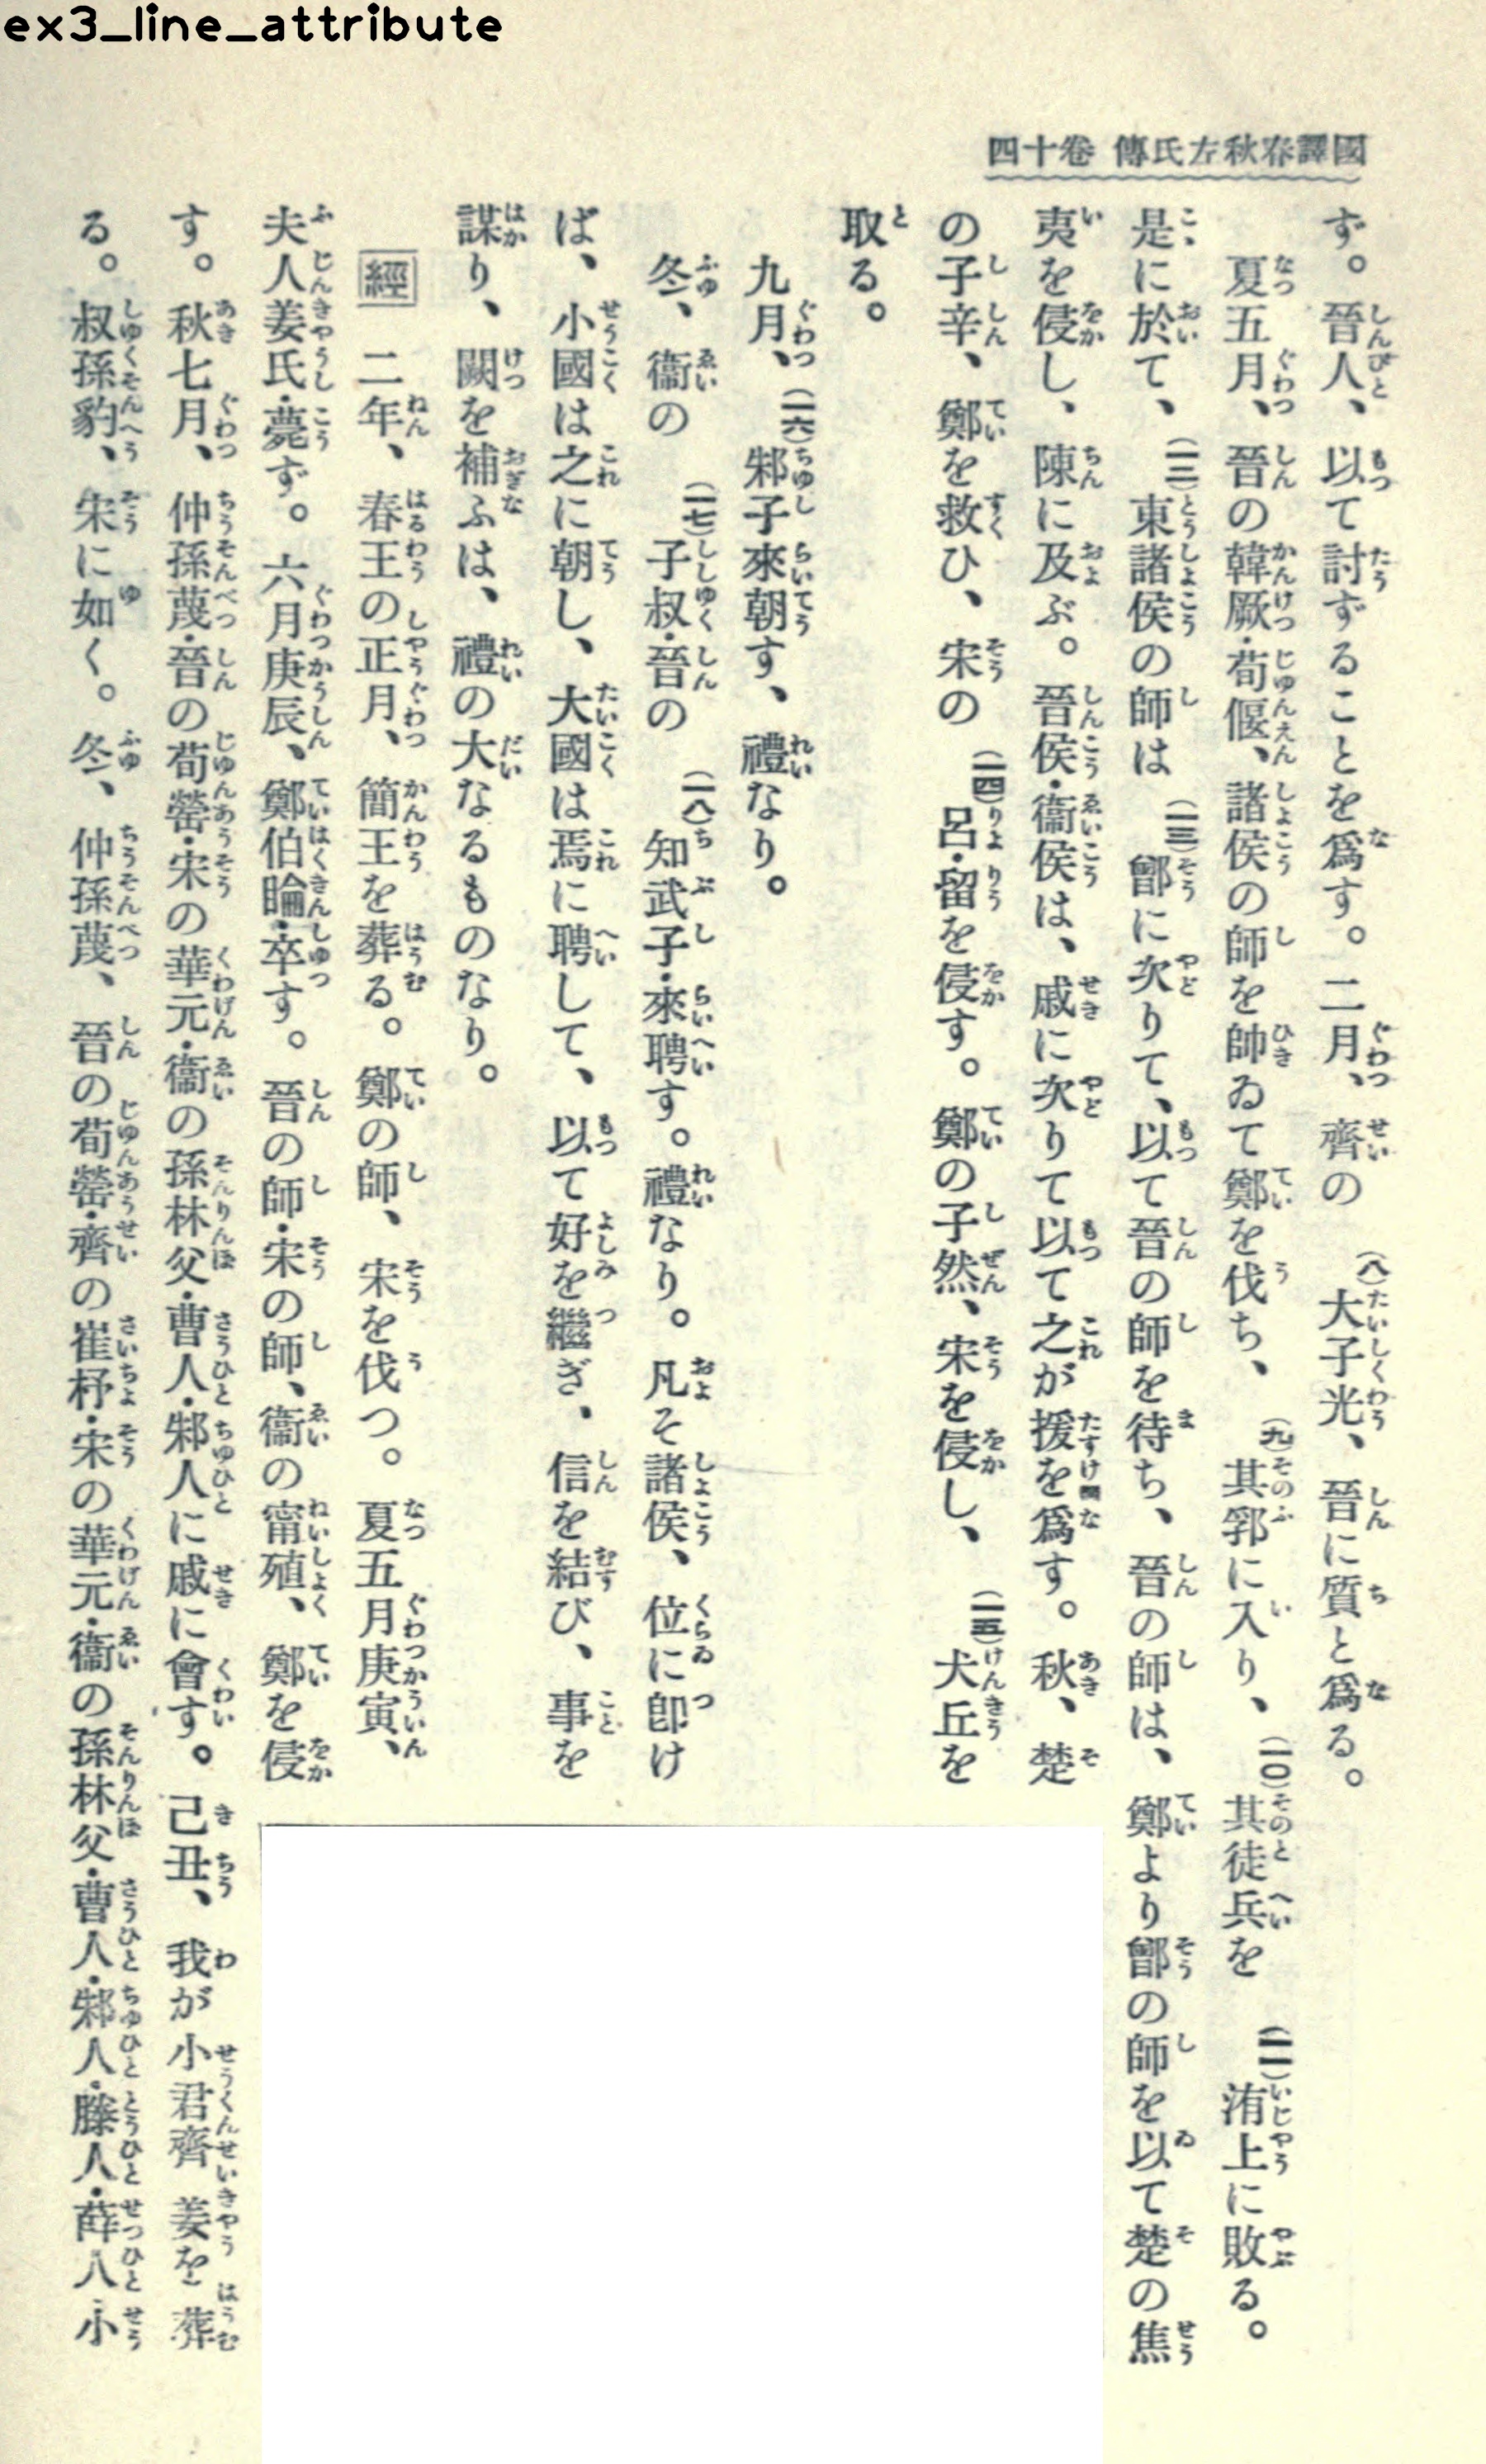 ex3_line_attribute
國譯春秋左氏傳 卷十四
ず。晉人、以て討ずることを爲す。二月、齊の(八)大子光、晉に質と爲る。
夏五月、晉の韓厥・荀偃、諸侯の師を帥ゐて鄭を伐ち、(九)其郛に入り、(一〇)其徒兵を(一一)洧上に敗る。
是に於て、(一二)東諸侯の師は(一三)鄫に次りて、以て晉の師を待ち、晉の師は、鄭より鄫の師を以て楚の焦
夷を侵し、陳に及ぶ。晉侯・衞侯は、戚に次りて以て之が援を爲す。秋、楚
の子辛、鄭を救ひ、宋の(一四)呂・留を侵す。鄭の子然、宋を侵し、(一五)犬丘を
取る。
九月、(一六)邾子來朝す、禮なり。
冬、衞の(一七)子叔・晉の(一八)知武子・來聘す。禮なり。凡そ諸侯、位に卽け
ば、小國は之に朝し、大國は焉に聘して、以て好を繼ぎ、信を結び、事を
謀り、闕を補ふは、禮の大なるものなり。
經 二年、春王の正月、簡王を葬る。鄭の師、宋を伐つ。夏五月庚寅、
夫人姜氏・薨ず。六月庚辰、鄭伯睔・卒す。晉の師・宋の師、衞の甯殖、鄭を侵
す。秋七月、仲孫蔑・晉の荀罃・宋の華元・衞の孫林父・曹人・邾人に戚に會す。己丑、我が小君齊姜を葬
る。叔孫豹、宋に如く。冬、仲孫蔑、晉の荀罃・齊の崔杼・宋の華元・衞の孫林父・曹人・邾人・滕人・薛人・小